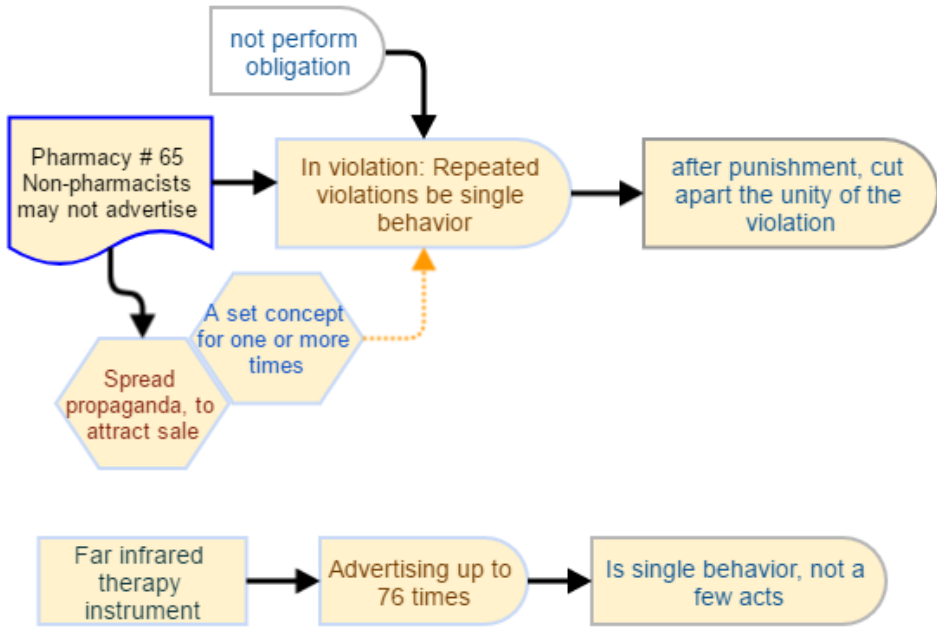 not perform
obligation
Pharmacy # 65
Non-pharmacists
may not advertise
In violation: Repeated
violations be single
behavior
after punishment, cut
apart the unity of the
violation
A set concept
for one or more
times
Spread
propaganda, to
attract sale
Far infrared
therapy
instrument
Advertising up to
76 times
Is single behavior, not a
few acts